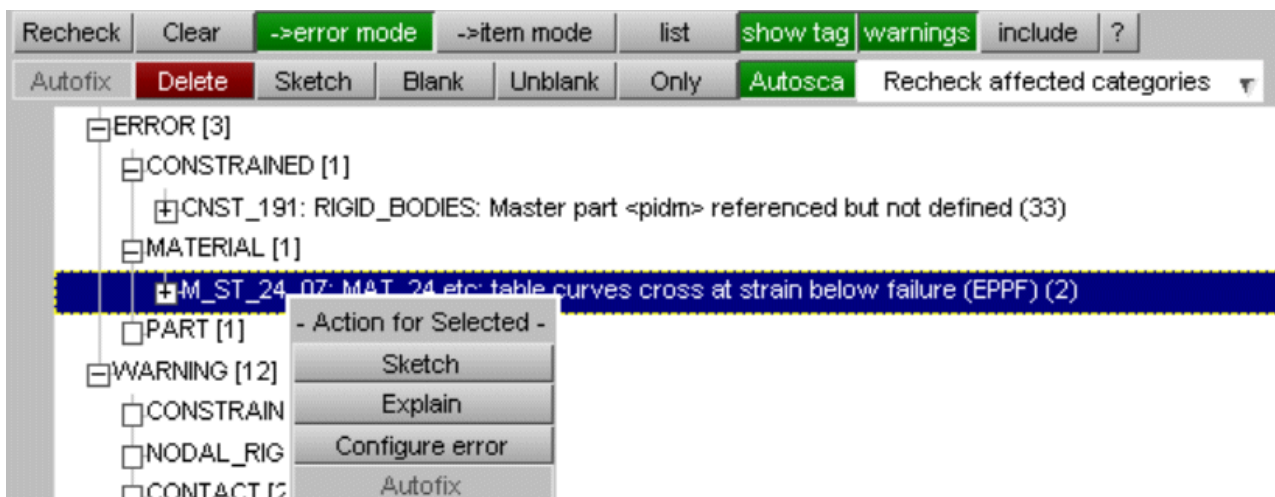 Recheck Clear ->error mode ->item mode list show tag warnings include ?
Autofix Delete Sketch Blank Unblank Only Autosca Recheck affected categories
ERROR [3]
CONSTRAINED [1]
CNST_191: RIGID_BODIES: Master part <pidm> referenced but not defined (33)
MATERIAL [1]
M_ST_24_07: MAT_24 etc: table curves cross at strain below failure (EPPF) (2)
PART [1]
- Action for Selected -
WARNING [12]
Sketch
CONSTRAIN
Explain
NODAL_RIG
Configure error
CONTACT [2
Autofix